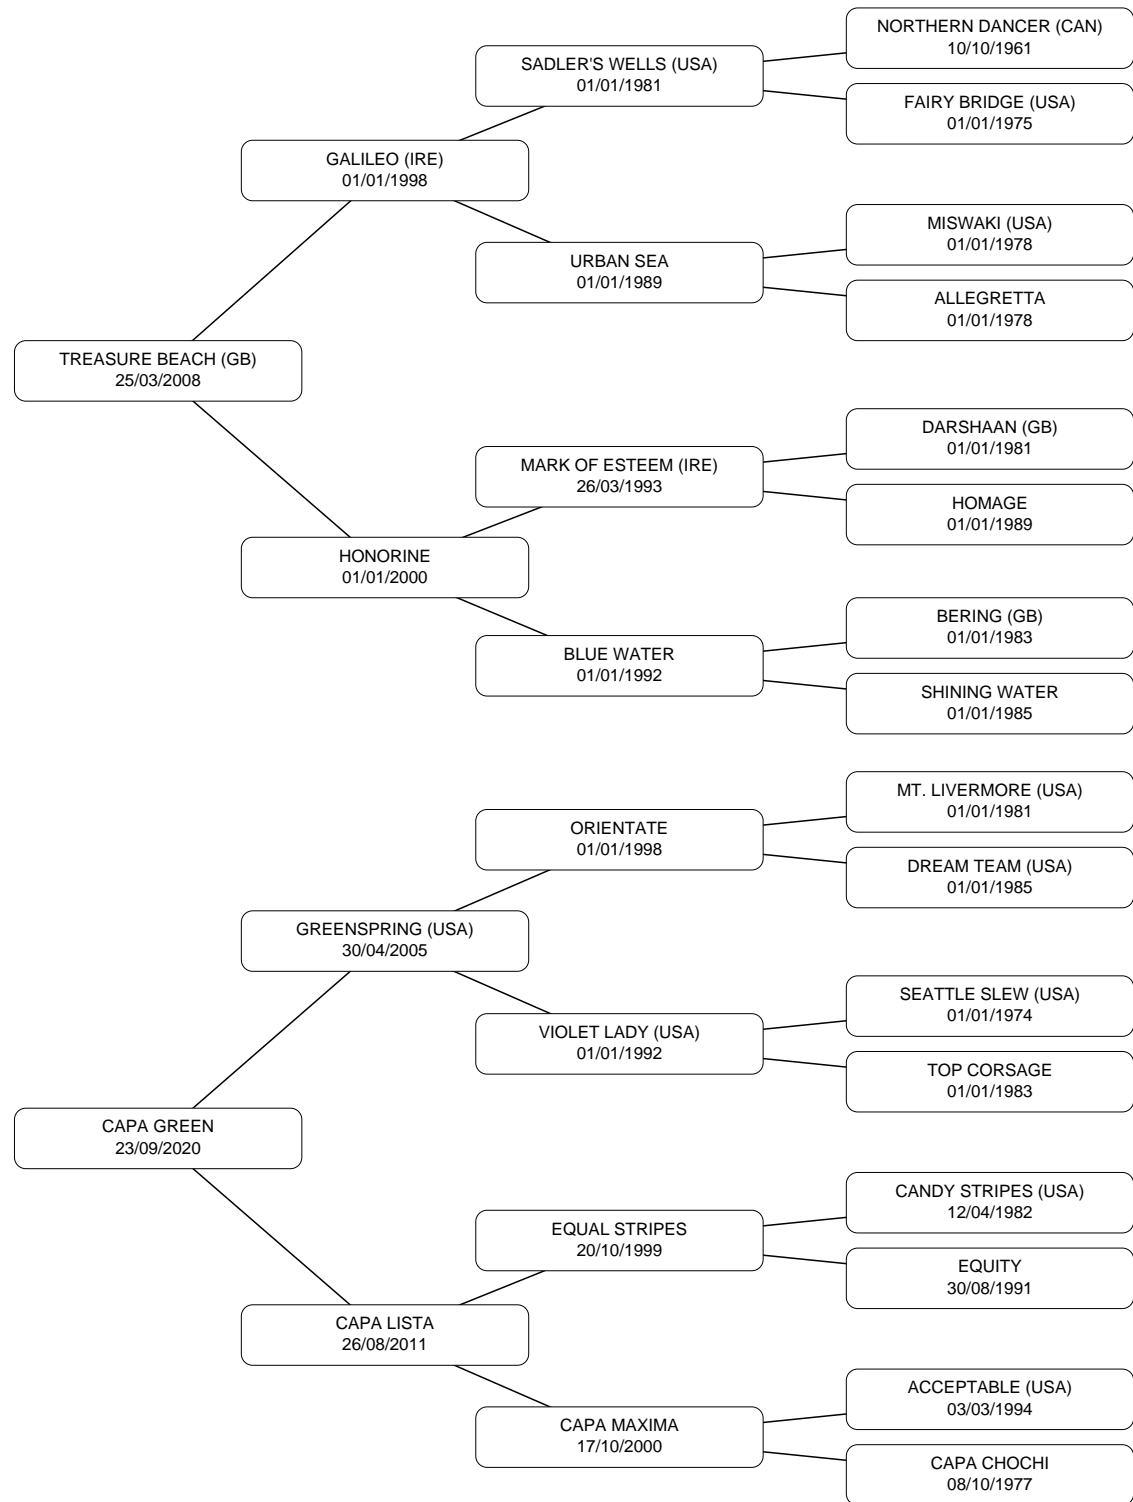 NORTHERN DANCER (CAN)
10/10/1961
SADLER'S WELLS (USA)
01/01/1981
FAIRY BRIDGE (USA)
01/01/1975
GALILEO (IRE)
01/01/1998
MISWAKI (USA)
01/01/1978
URBAN SEA
01/01/1989
ALLEGRETTA
01/01/1978
TREASURE BEACH (GB)
25/03/2008
DARSHAAN (GB)
01/01/1981
MARK OF ESTEEM (IRE)
26/03/1993
HOMAGE
01/01/1989
HONORINE
01/01/2000
BERING (GB)
01/01/1983
BLUE WATER
01/01/1992
SHINING WATER
01/01/1985
MT. LIVERMORE (USA)
01/01/1981
ORIENTATE
01/01/1998
DREAM TEAM (USA)
01/01/1985
GREENSPRING (USA)
30/04/2005
SEATTLE SLEW (USA)
01/01/1974
VIOLET LADY (USA)
01/01/1992
TOP CORSAGE
01/01/1983
CAPA GREEN
23/09/2020
CANDY STRIPES (USA)
12/04/1982
EQUAL STRIPES
20/10/1999
EQUITY
30/08/1991
CAPA LISTA
26/08/2011
ACCEPTABLE (USA)
03/03/1994
CAPA MAXIMA
17/10/2000
CAPA CHOCHI
08/10/1977